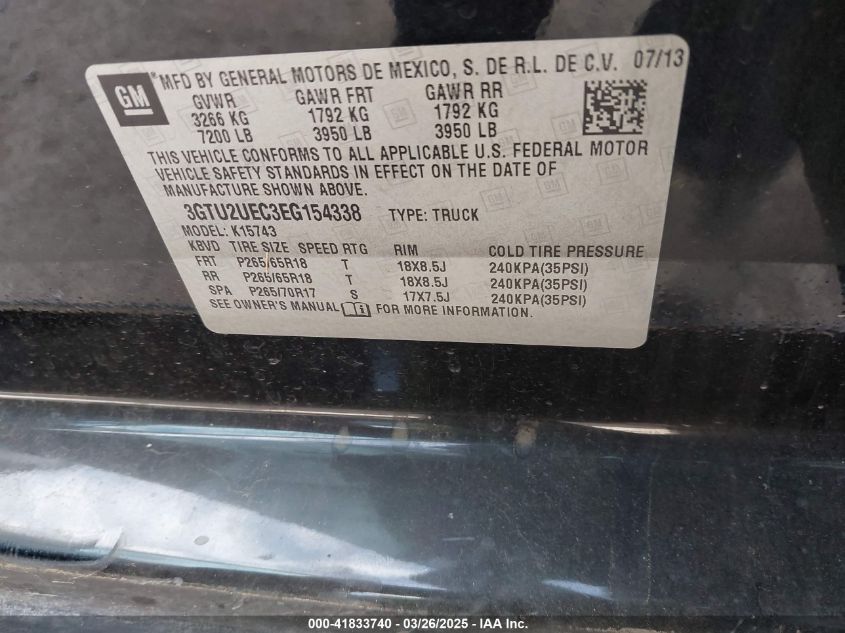 GM
®MFD BY GENERAL MOTORS DE MEXICO, S. DE R.L. DE C.V. 07/13
GVWR GAWR FRT GAWR RR
3266 KG 1792 KG 1792 KG
7200 LB 3950 LB 3950 LB
THIS VEHICLE CONFORMS TO ALL APPLICABLE U.S. FEDERAL MOTOR
VEHICLE SAFETY STANDARDS IN EFFECT ON THE DATE OF
MANUFACTURE SHOWN ABOVE.
3GTU2UEC3EG154338 TYPE: TRUCK
MODEL: K15743
KBVD TIRE SIZE SPEED RTG RIM COLD TIRE PRESSURE
FRT P265/65R18 T 18X8.5J 240KPA(35PSI)
RR P265/65R18 T 18X8.5J 240KPA(35PSI)
SPA P265/70R17 S 17X7.5J 240KPA(35PSI)
SEE OWNER'S MANUAL FOR MORE INFORMATION.
000-41833740 - 03/26/2025 - IAA Inc.